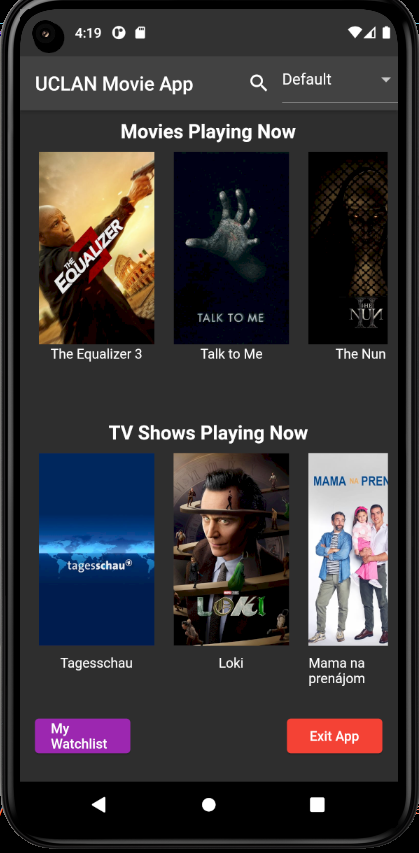 4:19
UCLAN Movie App
Default
Movies Playing Now
THE
EQUALIZER
3
TALK TO ME
THE
NUN
II
The Equalizer 3
Talk to Me
The Nun
TV Shows Playing Now
tagesschau
MARVEL STUDIOS
LOKI
MAMA NA PREN
Tagesschau
Loki
Mama na
prenájom
My
Watchlist
Exit App